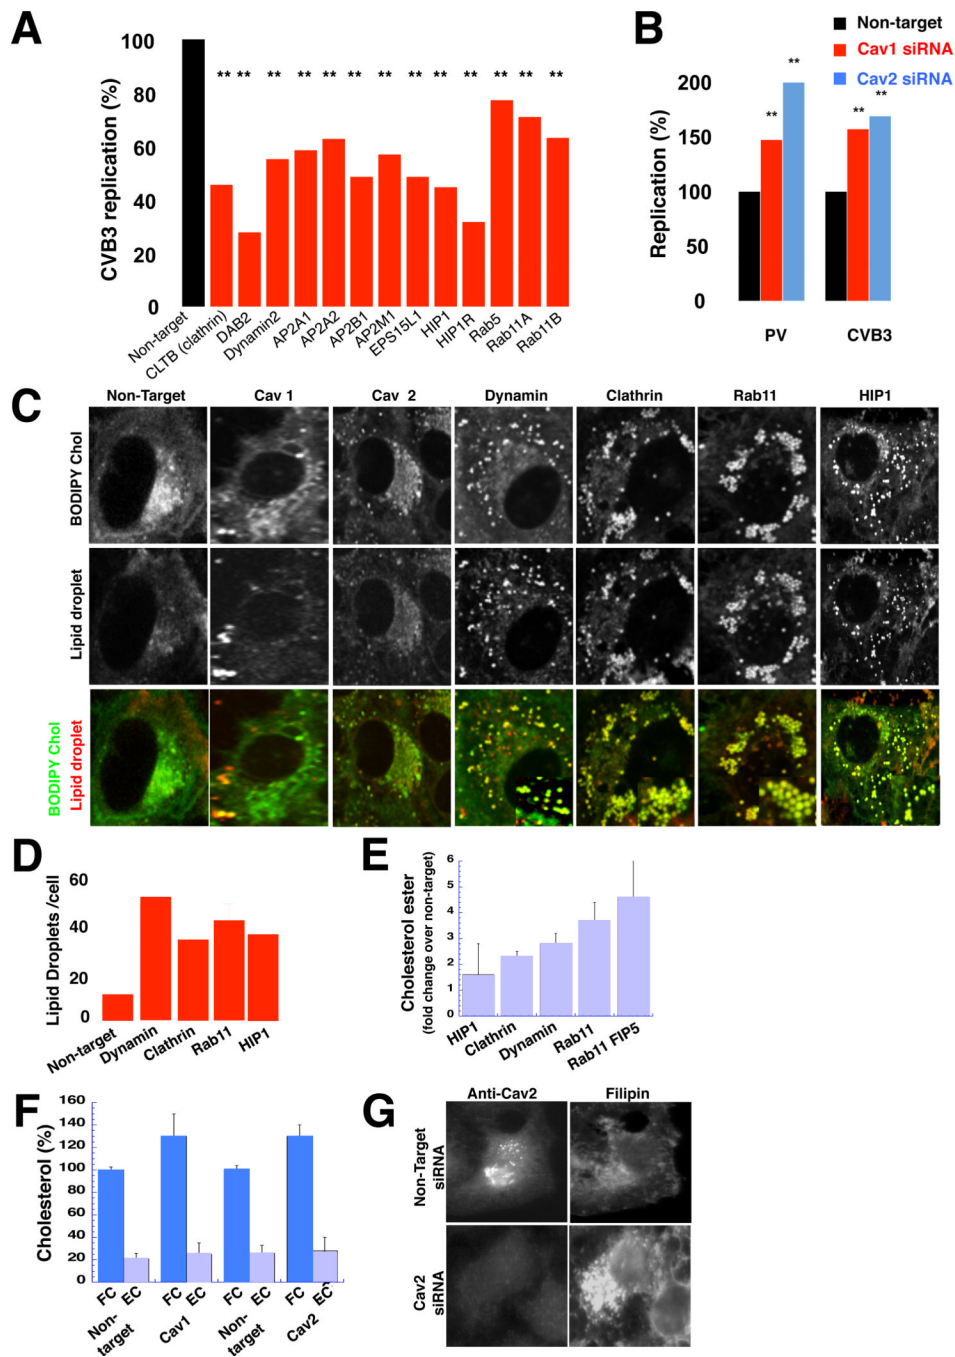 A
CVB3 replication (%)
100
80
60
40
20
0
** ** ** ** ** ** ** ** ** ** ** ** **
Non-target
CLTB (clathrin)
DAB2
Dynamin2
AP2A1
AP2A2
AP2B1
AP2M1
EPS15L1
HIP1
HIP1R
Rab5
Rab11A
Rab11B
B
Non-target
Cav1 siRNA
Cav2 siRNA
Replication (%)
200
150
100
50
0
** ** ** **
PV CVB3
C
Non-Target Cav 1 Cav 2 Dynamin Clathrin Rab11 HIP1
BODIPY Chol
Lipid droplet
BODIPY Chol
Lipid droplet
D
Lipid Droplets /cell
60
40
20
0
Non-target
Dynamin
Clathrin
Rab11
HIP1
E
Cholesterol ester
(fold change over non-target)
6
5
4
3
2
1
0
HIP1
Clathrin
Dynamin
Rab11
Rab11 FIP5
F
Cholesterol (%)
160
140
120
100
80
60
40
20
0
FC EC FC EC FC EC FC EC
Non-target
Cav1
Non-target
Cav2
G
Anti-Cav2 Filipin
Non-Target
siRNA
Cav2
siRNA